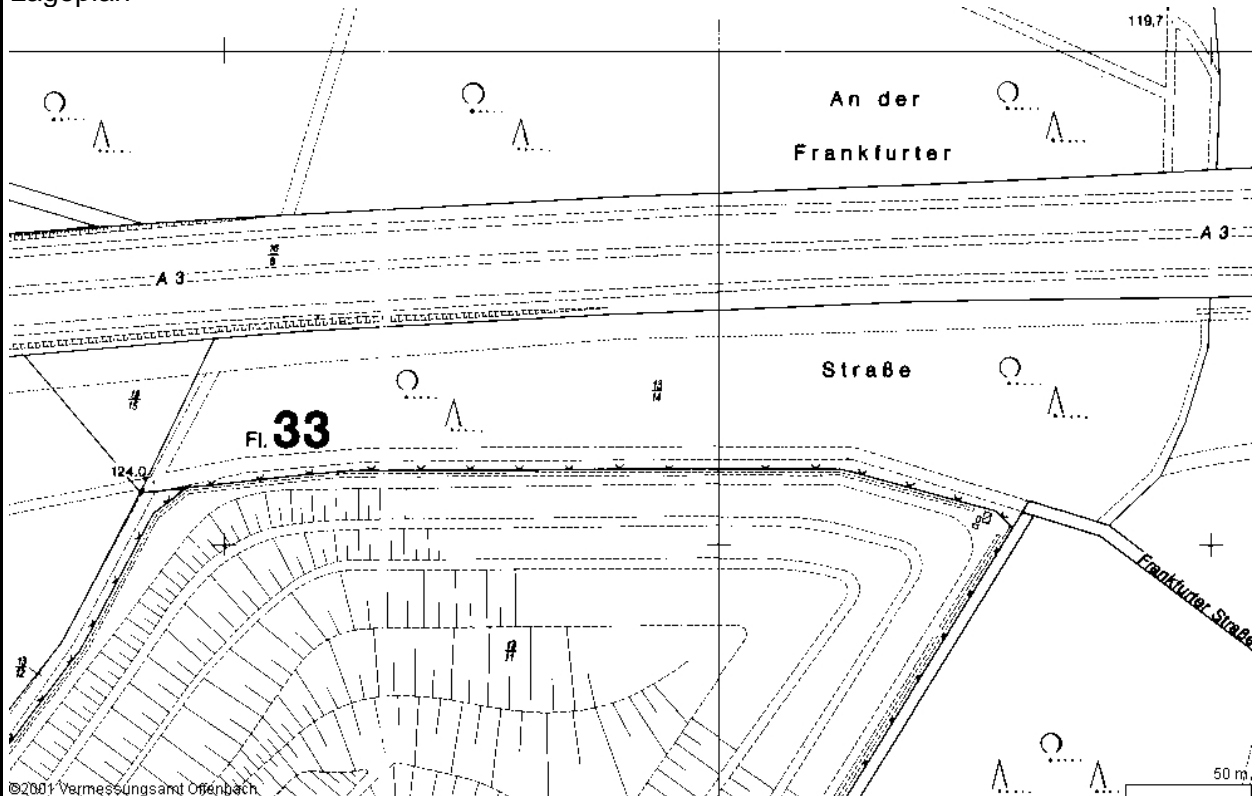 Lageplan
119,7
An der
Frankfurter
A 3
A 3
Straße
Fl. 33
124,0
Frankfurter Straße
©2001 Vermessungsamt Offenbach
50 m